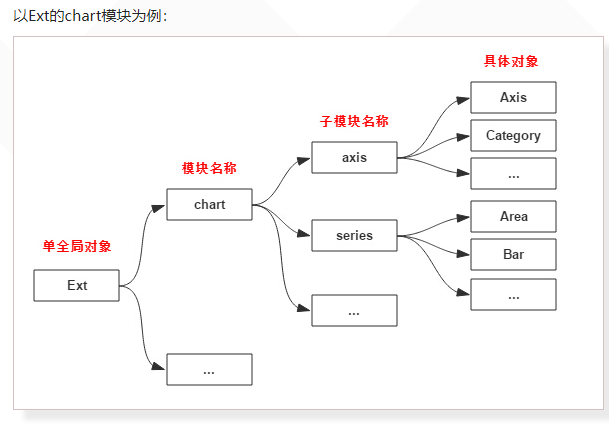 以Ext的chart模块为例：
具体对象
Axis
子模块名称
Category
axis
模块名称
...
chart
Area
series
单全局对象
Bar
Ext
...
...
...